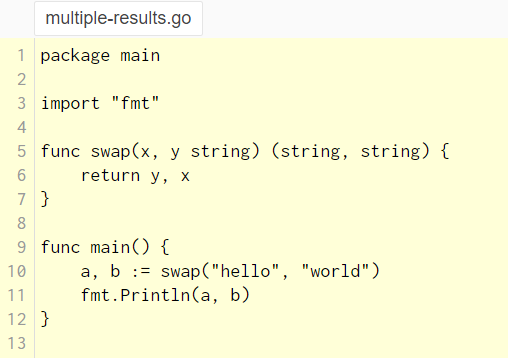 multiple-results.go
1 package main
2
3 import "fmt"
4
5 func swap(x, y string) (string, string) {
6     return y, x
7 }
8
9 func main() {
10     a, b := swap("hello", "world")
11     fmt.Println(a, b)
12 }
13